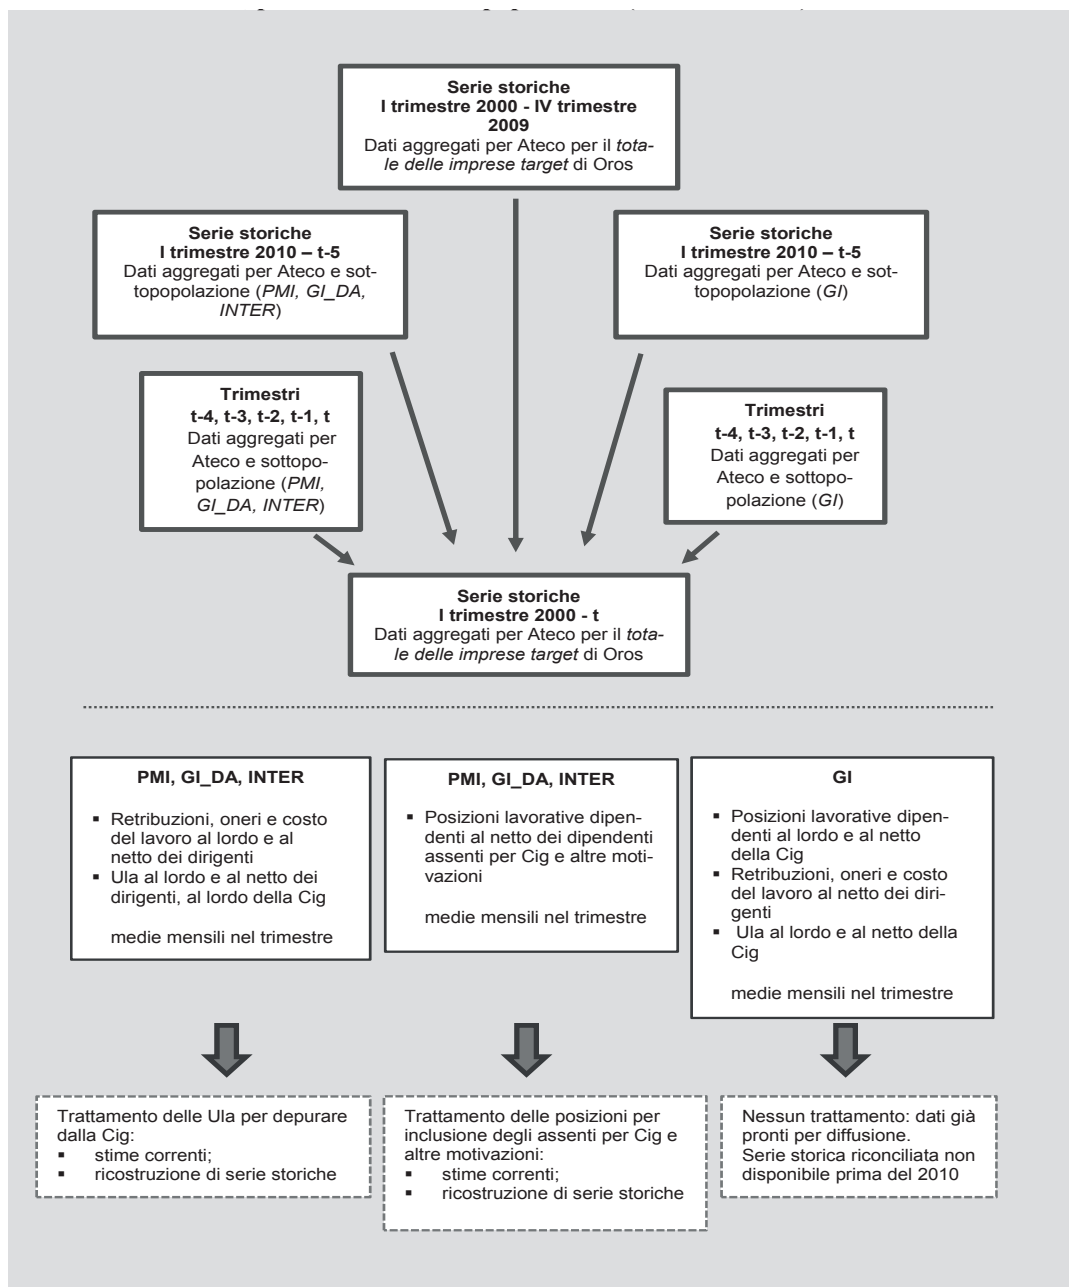 Serie storiche
I trimestre 2000 - IV trimestre
2009
Dati aggregati per Ateco per il tota-
le delle imprese target di Oros
Serie storiche
I trimestre 2010 – t-5
Dati aggregati per Ateco e sot-
topopolazione (PMI, GI_DA,
INTER)
Serie storiche
I trimestre 2010 – t-5
Dati aggregati per Ateco e sot-
topopolazione (GI)
Trimestri
t-4, t-3, t-2, t-1, t
Dati aggregati per
Ateco e sottopo-
polazione (PMI,
GI_DA, INTER)
Trimestri
t-4, t-3, t-2, t-1, t
Dati aggregati per
Ateco e sottopo-
polazione (GI)
Serie storiche
I trimestre 2000 - t
Dati aggregati per Ateco per il tota-
le delle imprese target di Oros
PMI, GI_DA, INTER
▪ Retribuzioni, oneri e costo
del lavoro al lordo e al
netto dei dirigenti
▪ Ula al lordo e al netto dei
dirigenti, al lordo della Cig
medie mensili nel trimestre
PMI, GI_DA, INTER
▪ Posizioni lavorative dipen-
denti al netto dei dipendenti
assenti per Cig e altre moti-
vazioni
medie mensili nel trimestre
GI
▪ Posizioni lavorative dipen-
denti al lordo e al netto
della Cig
▪ Retribuzioni, oneri e costo
del lavoro al netto dei diri-
genti
▪ Ula al lordo e al netto della
Cig
medie mensili nel trimestre
Trattamento delle Ula per depurare
dalla Cig:
▪ stime correnti;
▪ ricostruzione di serie storiche
Trattamento delle posizioni per
inclusione degli assenti per Cig e
altre motivazioni:
▪ stime correnti;
▪ ricostruzione di serie storiche
Nessun trattamento: dati già
pronti per diffusione.
Serie storica riconciliata non
disponibile prima del 2010